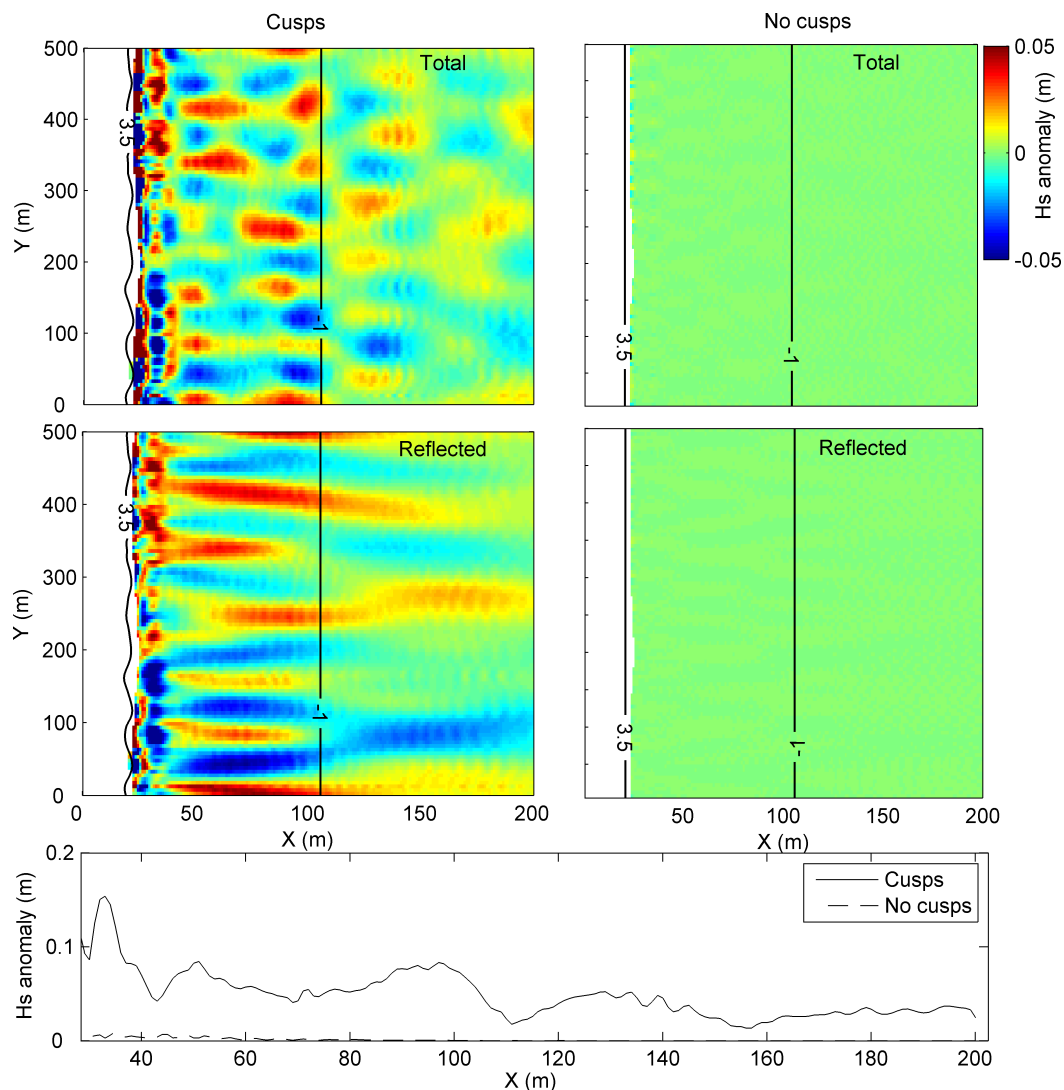 Cusps
No cusps
500
400
300
200
100
0
Y (m)
3.5
-1
Total
3.5
-1
Total
0.05
0
-0.05
Hs anomaly (m)
500
400
300
200
100
0
Y (m)
3.5
-1
Reflected
3.5
-1
Reflected
0 50 100 150 200
X (m)
50 100 150 200
X (m)
0.2
0.1
0
Hs anomaly (m)
Cusps
No cusps
40 60 80 100 120 140 160 180 200
X (m)